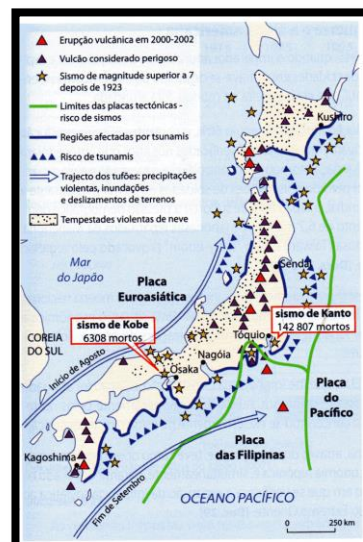 Erupção vulcânica em 2000-2002
Vulcão considerado perigoso
Sismo de magnitude superior a 7
depois de 1923
Limites das placas tectónicas -
risco de sismos
Regiões afectadas por tsunamis
Risco de tsunamis
Trajecto dos tufões: precipitações
violentas, inundações
e deslizamentos de terrenos
Tempestades violentas de neve
Kushiro
Mar
do Japão
Placa
Euroasiática
Sendai
COREIA
DO SUL
sismo de Kobe
6308 mortos
sismo de Kanto
142 807 mortos
Início de Agosto
Tóquio
Nagóia
Osaka
Placa
do
Pacífico
Kagoshima
Placa
das Filipinas
Fim de Setembro
OCEANO PACÍFICO
0 250 km